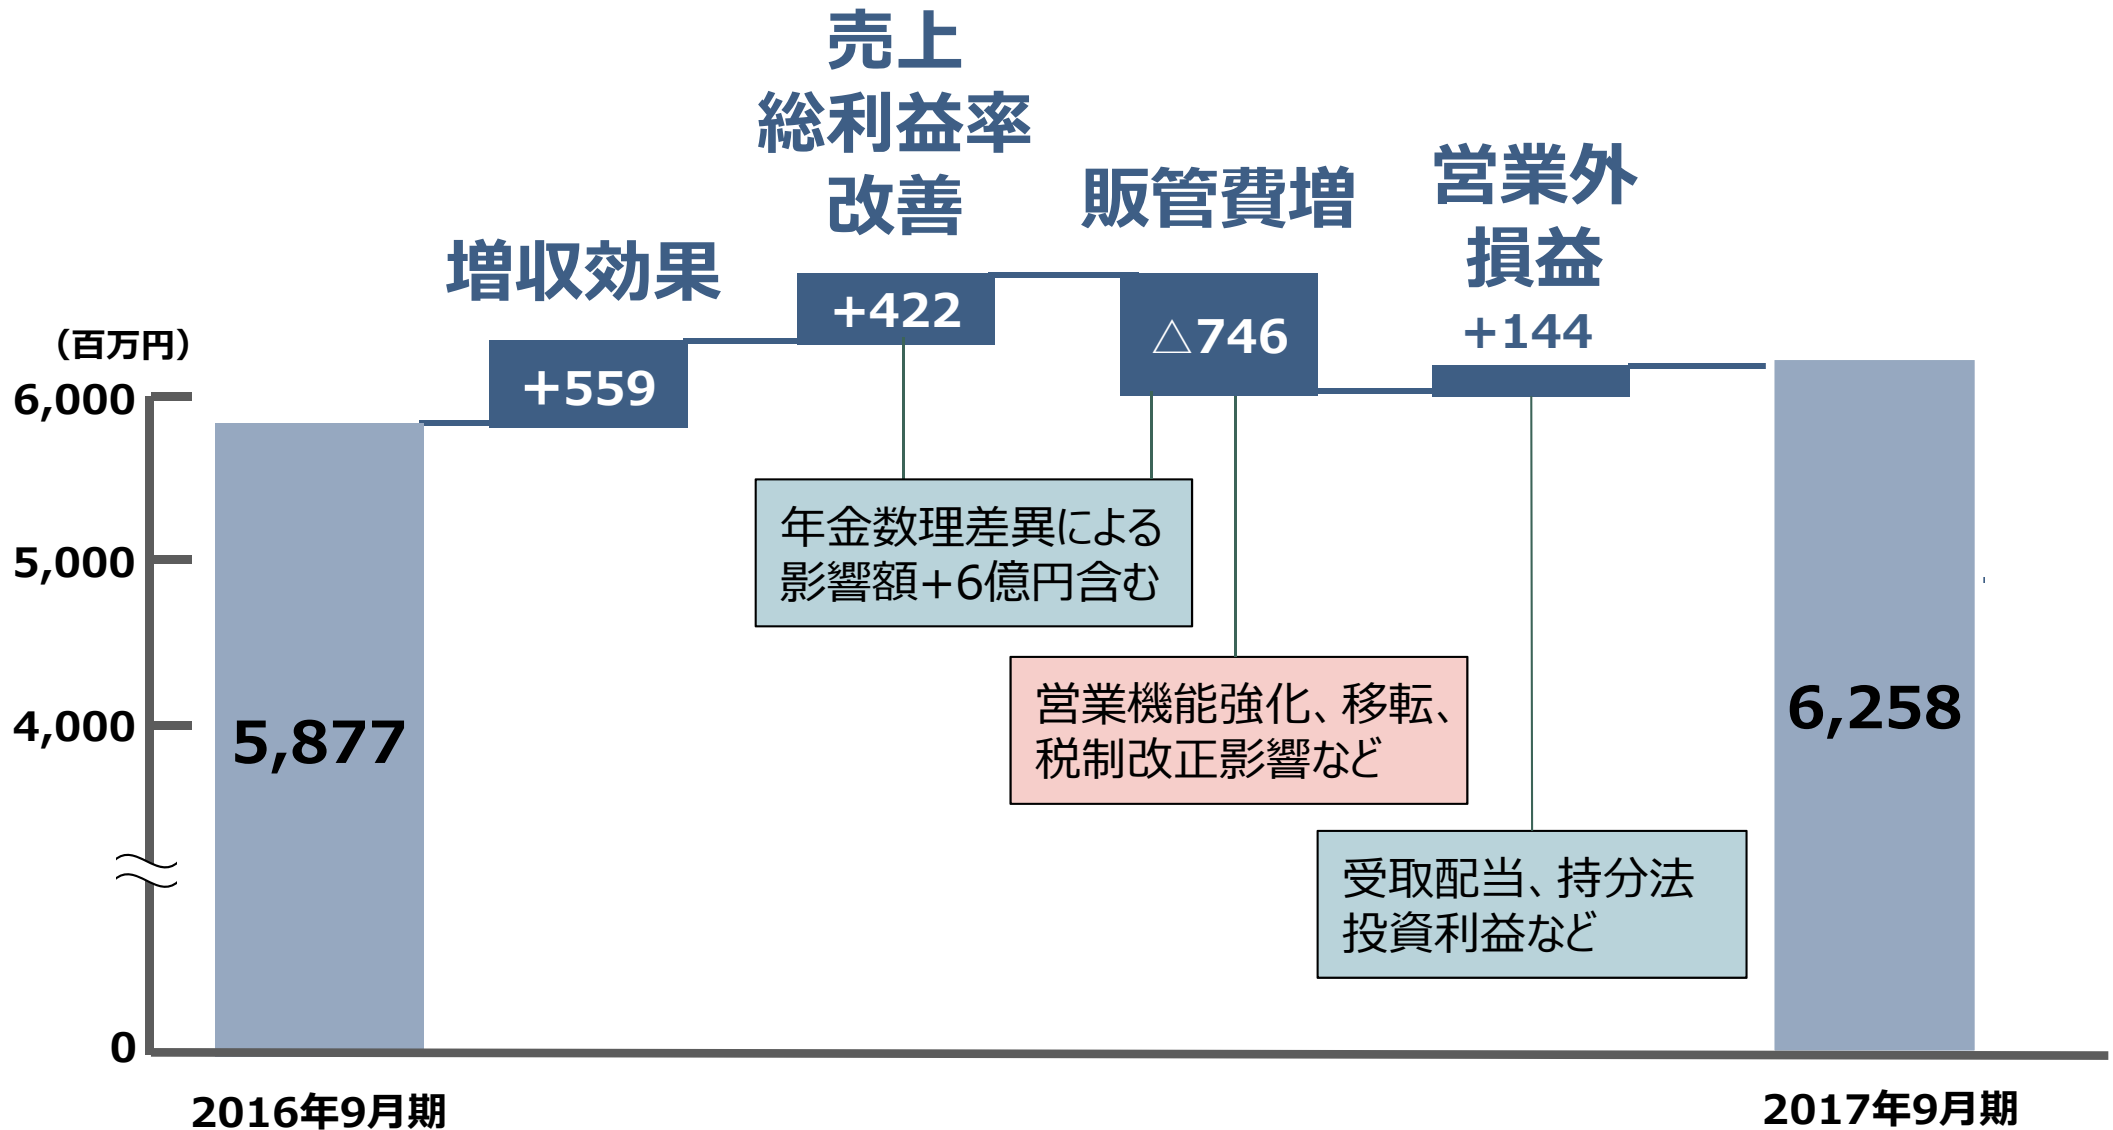 売上
総利益率
改善
増収効果
販管費増
営業外
損益
(百万円)
+559
+422
△746
+144
6,000
5,000
4,000
0
5,877
6,258
年金数理差異による
影響額+6億円含む
営業機能強化、移転、
税制改正影響など
受取配当、持分法
投資利益など
2016年9月期
2017年9月期